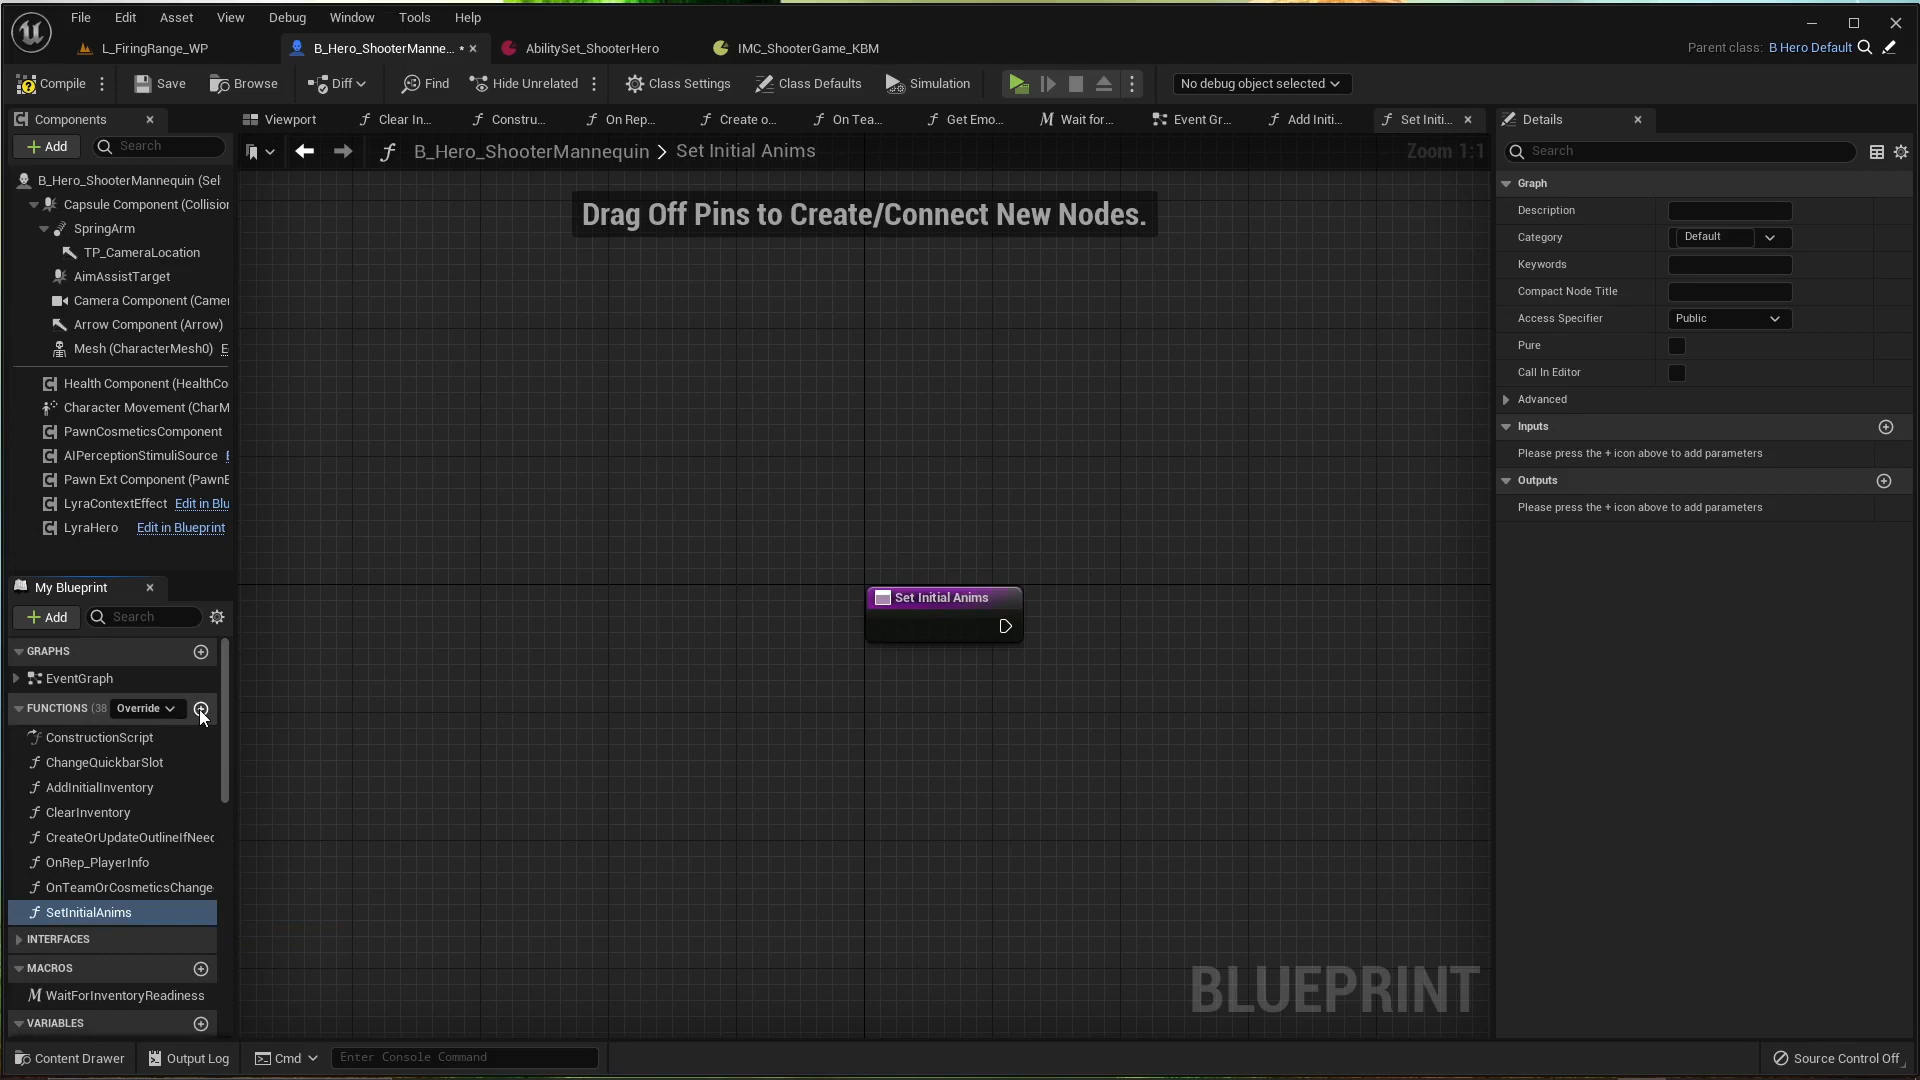 File Edit Asset View Debug Window Tools Help
L_FiringRange_WP B_Hero_ShooterManne... * AbilitySet_ShooterHero IMC_ShooterGame_KBM Parent class: B Hero Default
Compile Save Browse Diff Find Hide Unrelated Class Settings Class Defaults Simulation No debug object selected
Components
Add Search
B_Hero_ShooterMannequin (Sel
Capsule Component (Collision
SpringArm
TP_CameraLocation
AimAssistTarget
Camera Component (Camer
Arrow Component (Arrow)
Mesh (CharacterMesh0) E
Health Component (HealthCo
Character Movement (CharM
PawnCosmeticsComponent
AIPerceptionStimuliSource E
Pawn Ext Component (PawnE
LyraContextEffect Edit in Blu
LyraHero Edit in Blueprint
My Blueprint
Add Search
GRAPHS
EventGraph
FUNCTIONS (38 Override
ConstructionScript
ChangeQuickbarSlot
AddInitialInventory
ClearInventory
CreateOrUpdateOutlineIfNeed
OnRep_PlayerInfo
OnTeamOrCosmeticsChange
SetInitialAnims
INTERFACES
MACROS
WaitForInventoryReadiness
VARIABLES
Viewport Clear In... Constru... On Rep... Create o... On Tea... Get Emo... Wait for... Event Gr... Add Initi... Set Initi...
B_Hero_ShooterMannequin > Set Initial Anims Zoom 1:1
Drag Off Pins to Create/Connect New Nodes.
Set Initial Anims
BLUEPRINT
Details
Search
Graph
Description
Category Default
Keywords
Compact Node Title
Access Specifier Public
Pure
Call In Editor
Advanced
Inputs
Please press the + icon above to add parameters
Outputs
Please press the + icon above to add parameters
Content Drawer Output Log Cmd Enter Console Command Source Control Off